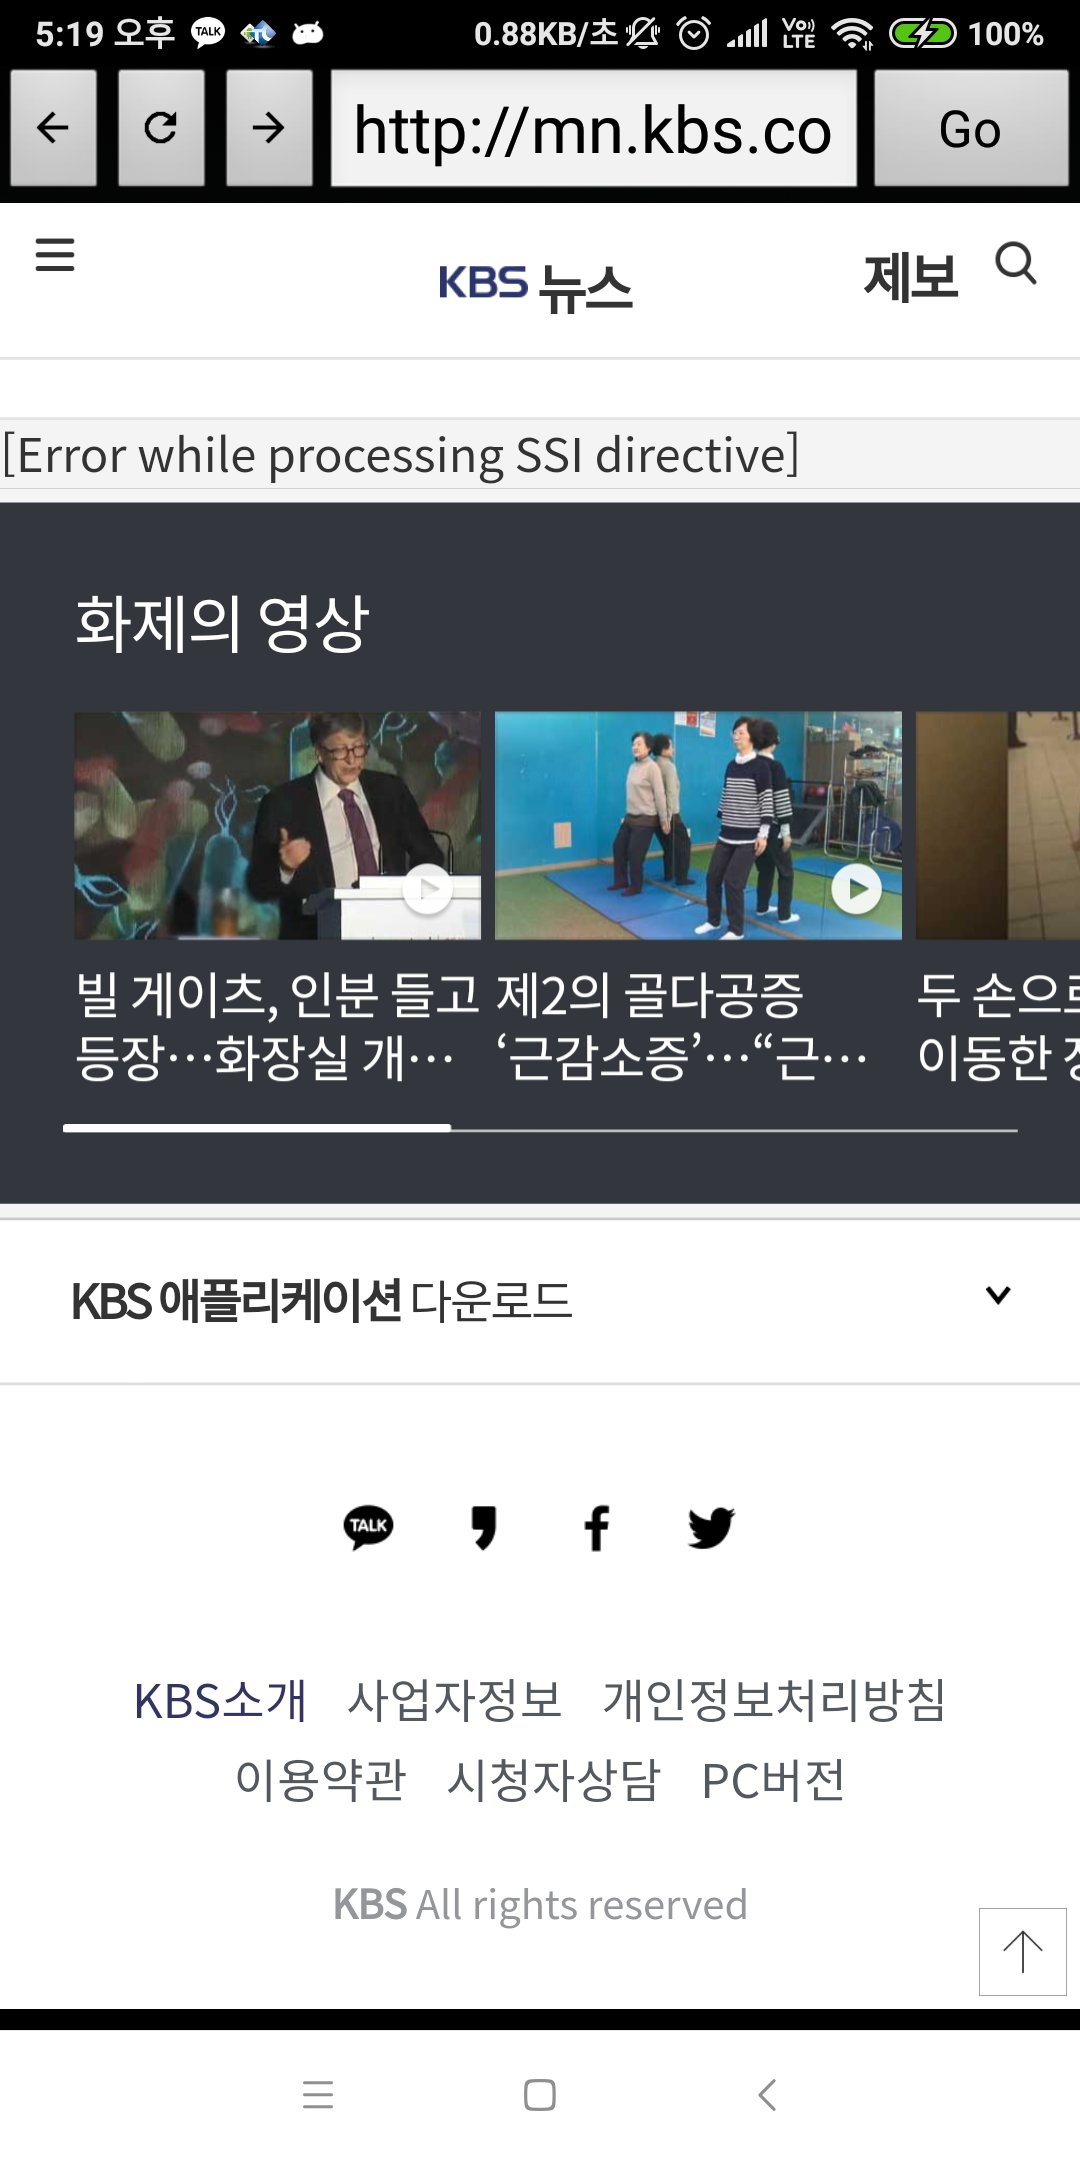 5:19 오후 TALK 0.88KB/초 Vo)) LTE 100%
http://mn.kbs.co Go
KBS 뉴스 제보
[Error while processing SSI directive]
화제의 영상
빌 게이츠, 인분 들고
등장…화장실 개…
제2의 골다공증
‘근감소증’…“근…
두 손으로
이동한
KBS 애플리케이션 다운로드
TALK
KBS소개 사업자정보 개인정보처리방침
이용약관 시청자상담 PC버전
KBS All rights reserved